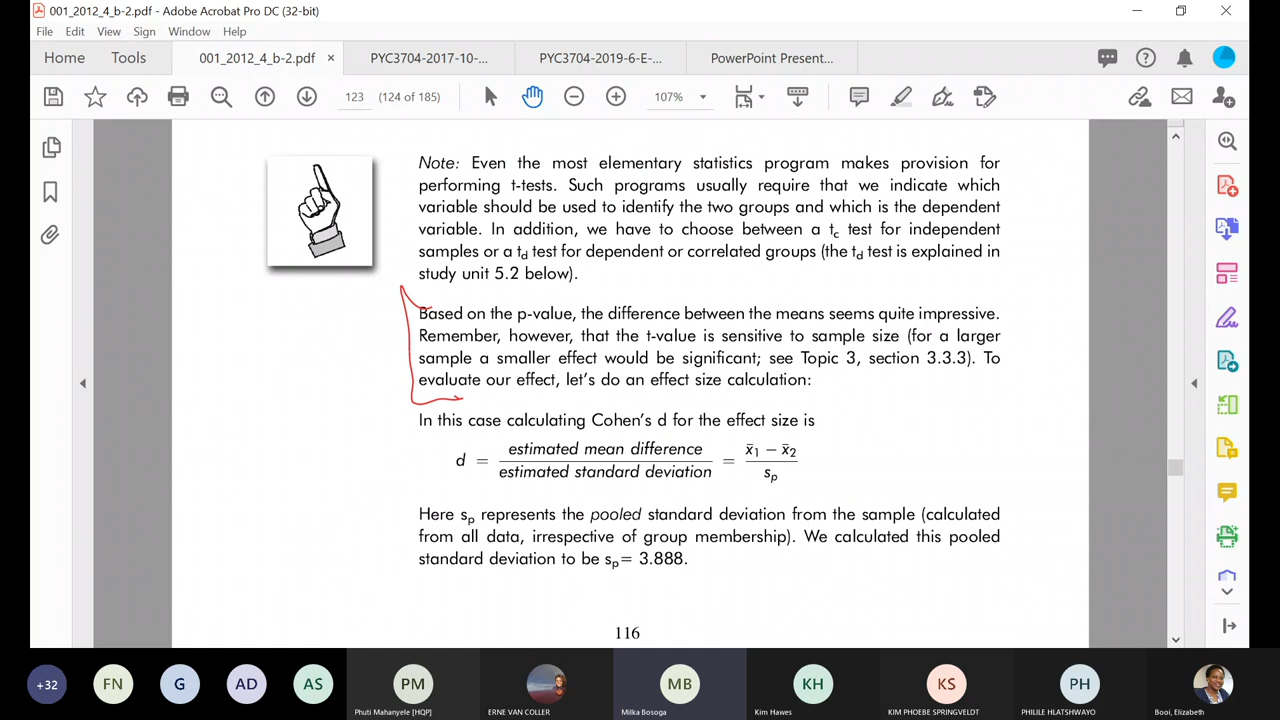 001_2012_4_b-2.pdf - Adobe Acrobat Pro DC (32-bit)
File Edit View Sign Window Help
Home Tools 001_2012_4_b-2.pdf × PYC3704-2017-10-... PYC3704-2019-6-E-... PowerPoint Present...
123 (124 of 185) 107%
Note: Even the most elementary statistics program makes provision for
performing t-tests. Such programs usually require that we indicate which
variable should be used to identify the two groups and which is the dependent
variable. In addition, we have to choose between a tc test for independent
samples or a td test for dependent or correlated groups (the td test is explained in
study unit 5.2 below).
Based on the p-value, the difference between the means seems quite impressive.
Remember, however, that the t-value is sensitive to sample size (for a larger
sample a smaller effect would be significant; see Topic 3, section 3.3.3). To
evaluate our effect, let's do an effect size calculation:
In this case calculating Cohen's d for the effect size is
d = estimated mean difference / estimated standard deviation = x̄1 − x̄2 / sp
Here sp represents the pooled standard deviation from the sample (calculated
from all data, irrespective of group membership). We calculated this pooled
standard deviation to be sp= 3.888.
116
+32 FN G AD AS PM MB KH KS PH
Phuti Mahanyele [HQP] ERNE VAN COLLER Milka Bosoga Kim Hawes KIM PHOEBE SPRINGVELDT PHILILE HLATSHWAYO Booi, Elizabeth